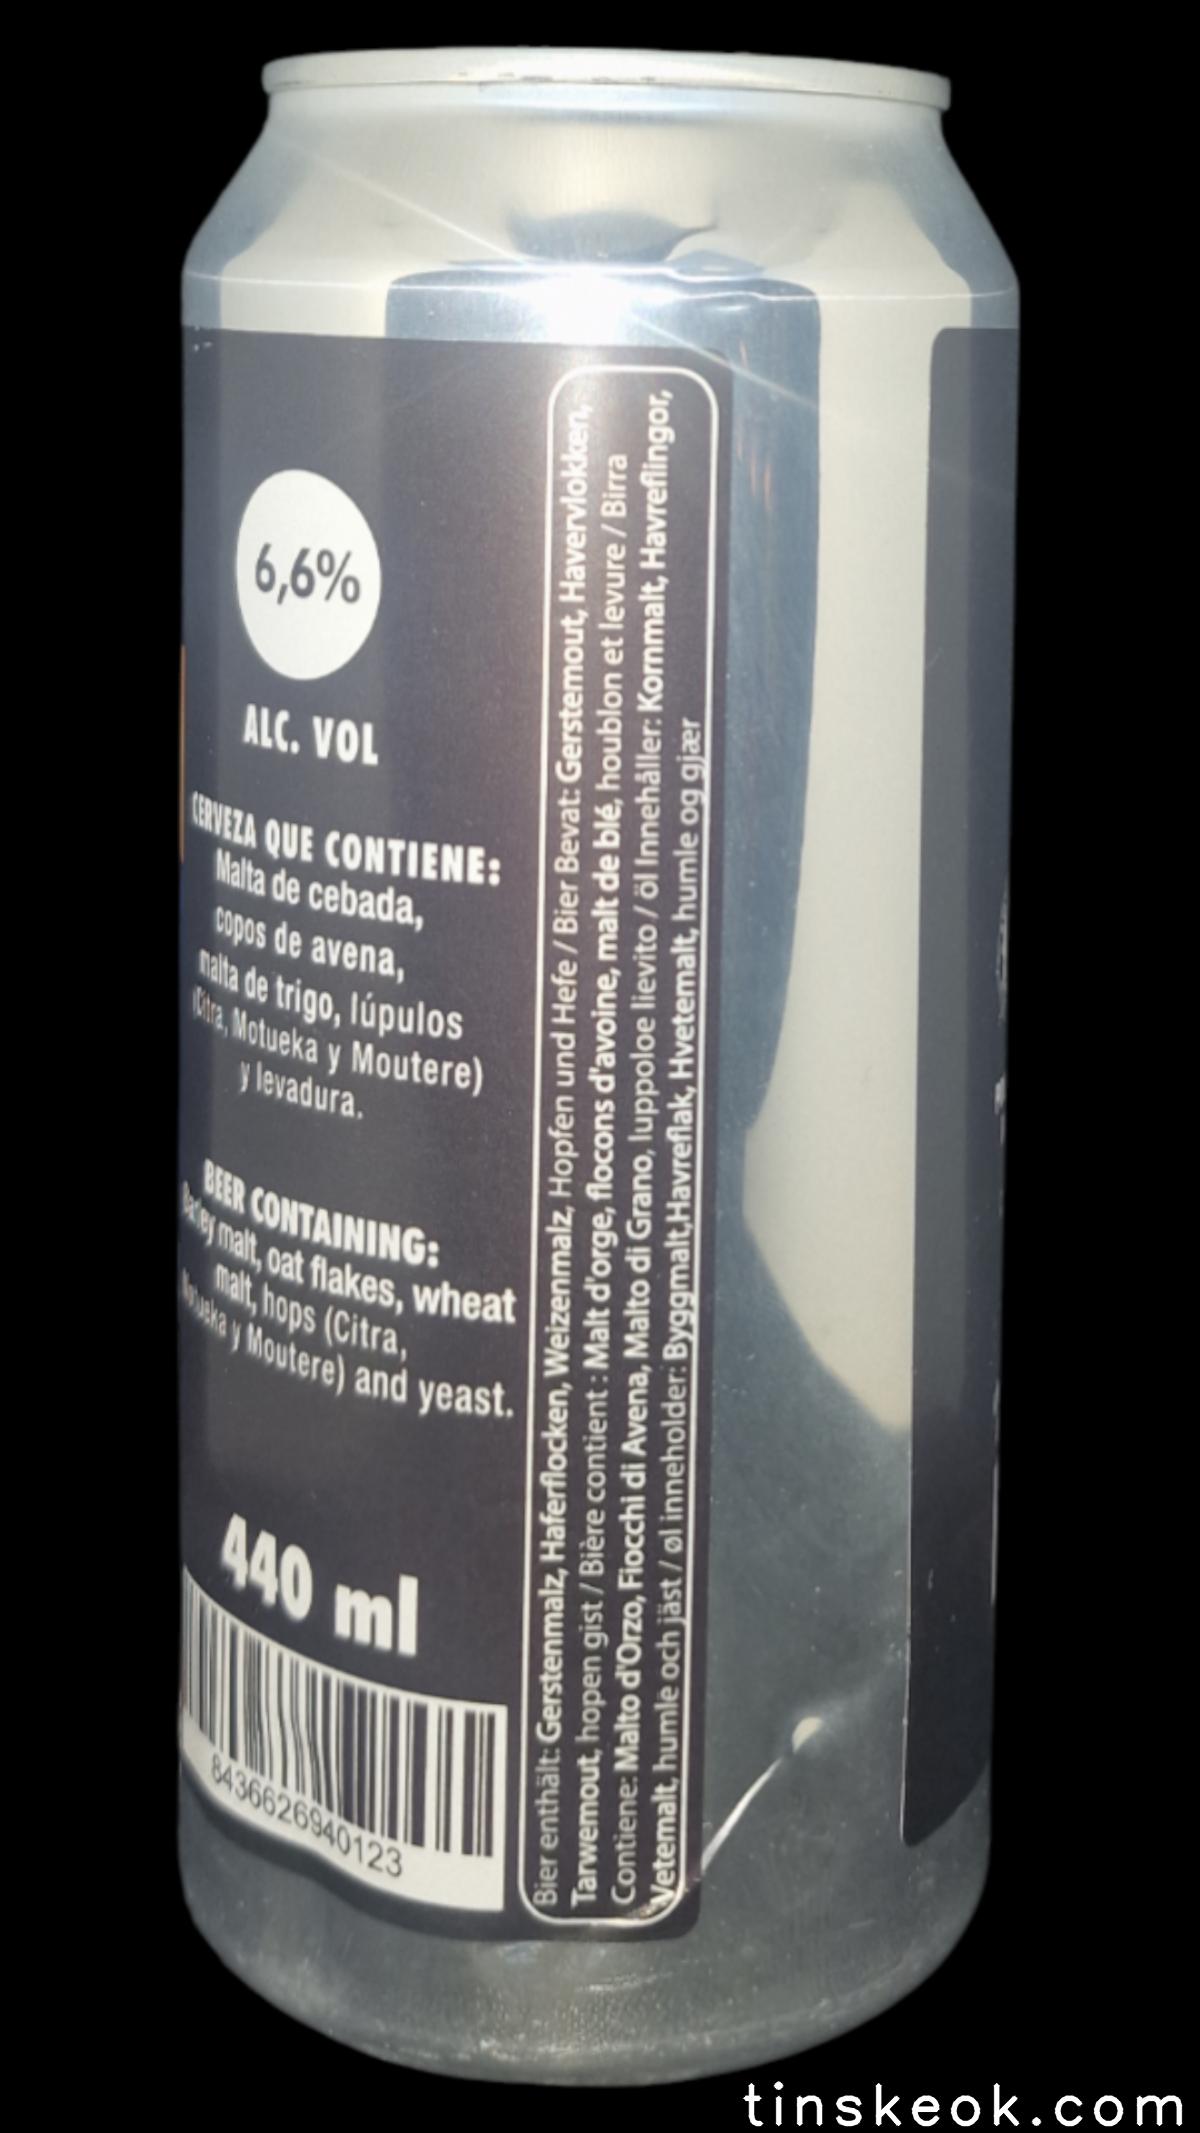 6,6%
ALC. VOL
CERVEZA QUE CONTIENE:
Malta de cebada,
copos de avena,
malta de trigo, lúpulos
(Citra, Motueka y Moutere)
y levadura.
BEER CONTAINING:
Barley malt, oat flakes, wheat
malt, hops (Citra,
Motueka y Moutere) and yeast.
440 ml
8436626940123
Bier enthält: Gerstenmalz, Haferflocken, Weizenmalz, Hopfen und Hefe / Bier Bevat: Gerstemout, Havervlokken,
Tarwemout, hopen gist / Bière contient : Malt d'orge, flocons d'avoine, malt de blé, houblon et levure / Birra
Contiene: Malto d'Orzo, Fiocchi di Avena, Malto di Grano, luppoloe lievito / öl Innehåller: Kornmalt, Havreflingor,
Vetemalt, humle och jäst / øl inneholder: Byggmalt,Havreflak, Hvetemalt, humle og gjær
tinskeok.com